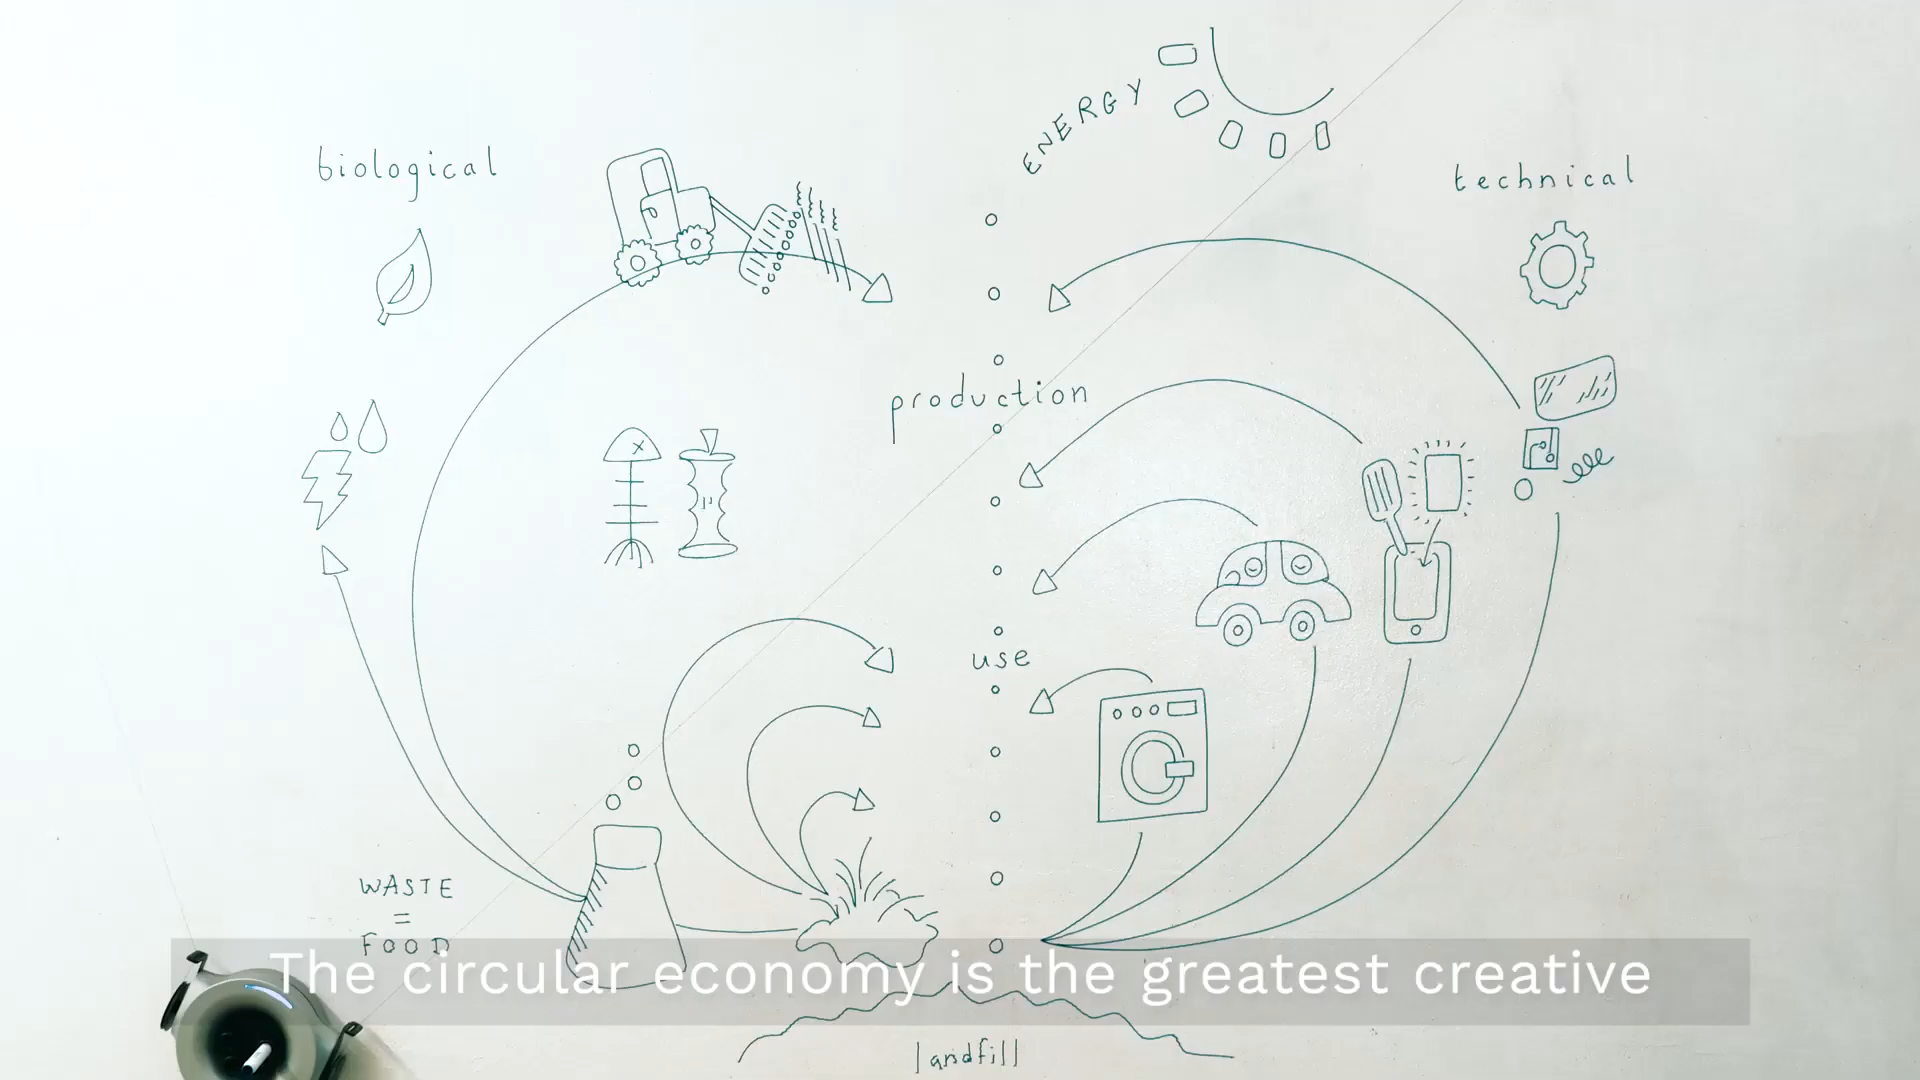 ENERGY
biological
technical
production
use
WASTE
=
FOOD
The circular economy is the greatest creative
landfill